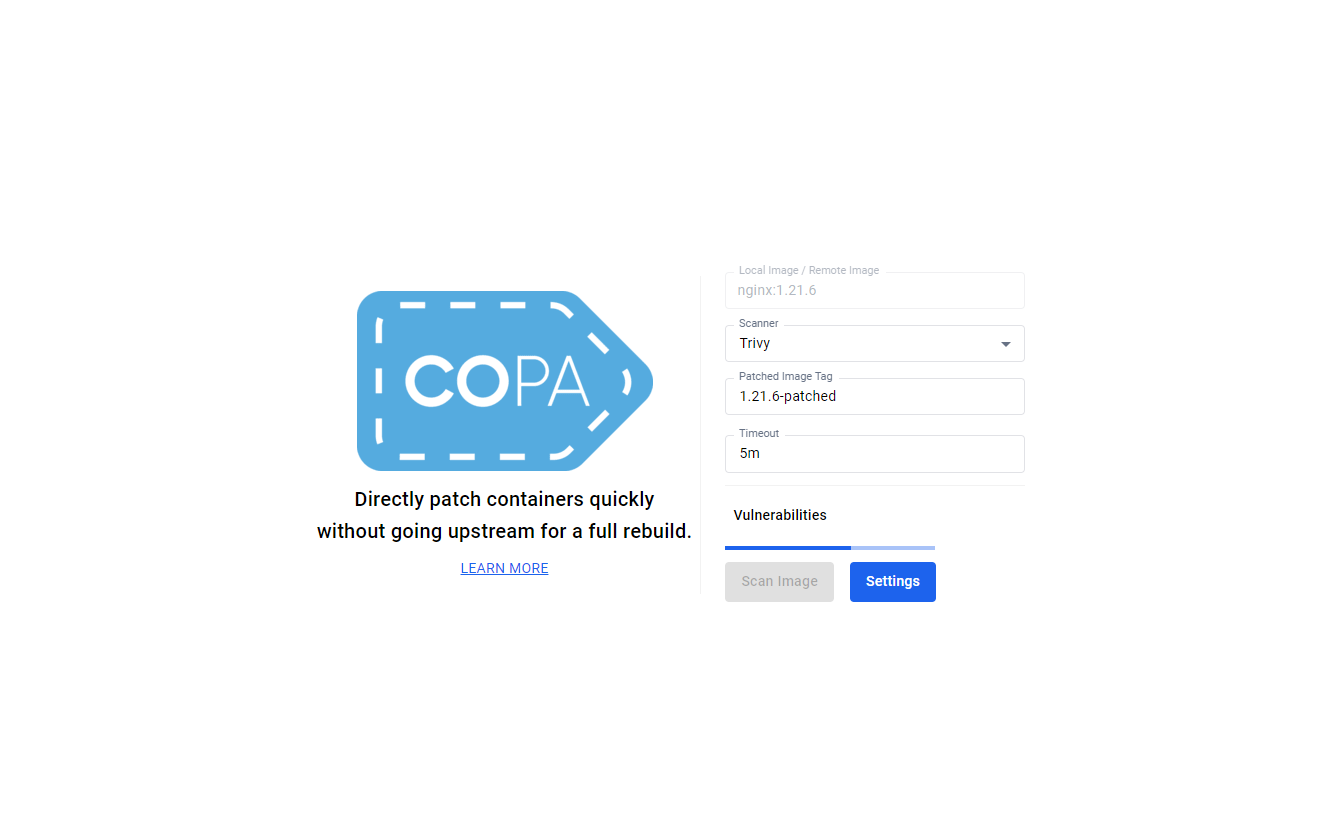 COPA
Directly patch containers quickly
without going upstream for a full rebuild.
LEARN MORE
Local Image / Remote Image
nginx:1.21.6
Scanner
Trivy
Patched Image Tag
1.21.6-patched
Timeout
5m
Vulnerabilities
Scan Image
Settings